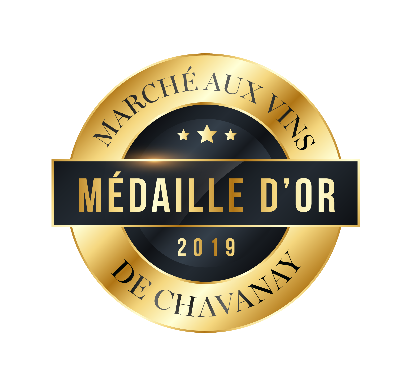 MARCHÉ AUX VINS
MÉDAILLE D'OR
2019
DE CHAVANAY